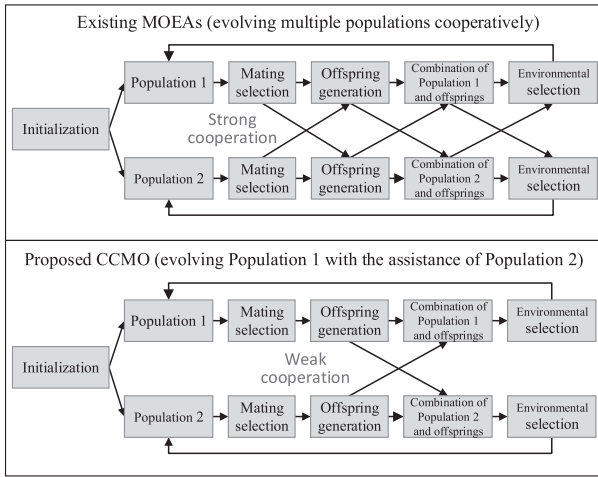 Existing MOEAs (evolving multiple populations cooperatively)
Population 1
Mating
selection
Offspring
generation
Combination of
Population 1
and offsprings
Environmental
selection
Initialization
Strong
cooperation
Population 2
Mating
selection
Offspring
generation
Combination of
Population 2
and offsprings
Environmental
selection
Proposed CCMO (evolving Population 1 with the assistance of Population 2)
Population 1
Mating
selection
Offspring
generation
Combination of
Population 1
and offsprings
Environmental
selection
Initialization
Weak
cooperation
Population 2
Mating
selection
Offspring
generation
Combination of
Population 2
and offsprings
Environmental
selection